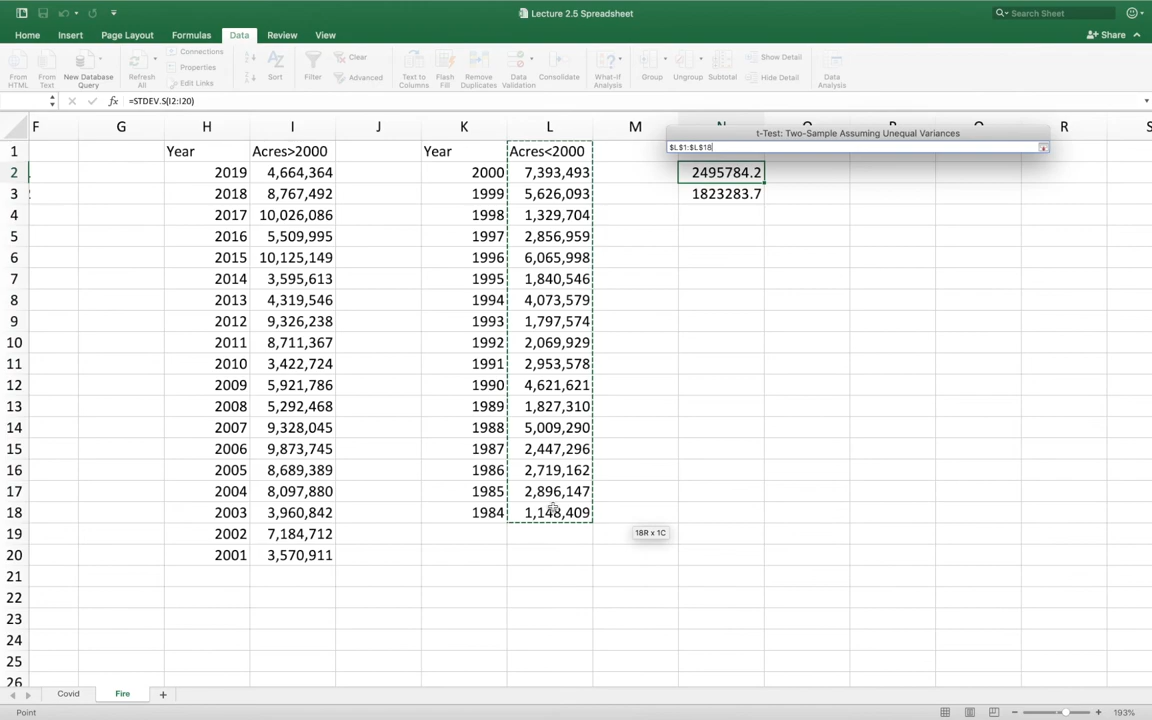 Lecture 2.5 Spreadsheet
Search Sheet
Home Insert Page Layout Formulas Data Review View
Share
From HTML
From Text
New Database Query
Refresh All
Connections
Properties
Edit Links
Sort
Filter
Clear
Advanced
Text to Columns
Flash Fill
Remove Duplicates
Data Validation
Consolidate
What-If Analysis
Group
Ungroup
Subtotal
Show Detail
Hide Detail
Data Analysis
fx =STDEV.S(I2:I20)
F G H I J K L M N R
t-Test: Two-Sample Assuming Unequal Variances
$L$1:$L$18
1 Year Acres>2000 Year Acres<2000
2 2019 4,664,364 2000 7,393,493 2495784.2
3 2018 8,767,492 1999 5,626,093 1823283.7
4 2017 10,026,086 1998 1,329,704
5 2016 5,509,995 1997 2,856,959
6 2015 10,125,149 1996 6,065,998
7 2014 3,595,613 1995 1,840,546
8 2013 4,319,546 1994 4,073,579
9 2012 9,326,238 1993 1,797,574
10 2011 8,711,367 1992 2,069,929
11 2010 3,422,724 1991 2,953,578
12 2009 5,921,786 1990 4,621,621
13 2008 5,292,468 1989 1,827,310
14 2007 9,328,045 1988 5,009,290
15 2006 9,873,745 1987 2,447,296
16 2005 8,689,389 1986 2,719,162
17 2004 8,097,880 1985 2,896,147
18 2003 3,960,842 1984 1,148,409
18R x 1C
19 2002 7,184,712
20 2001 3,570,911
21
22
23
24
25
26
Covid Fire
Point
193%